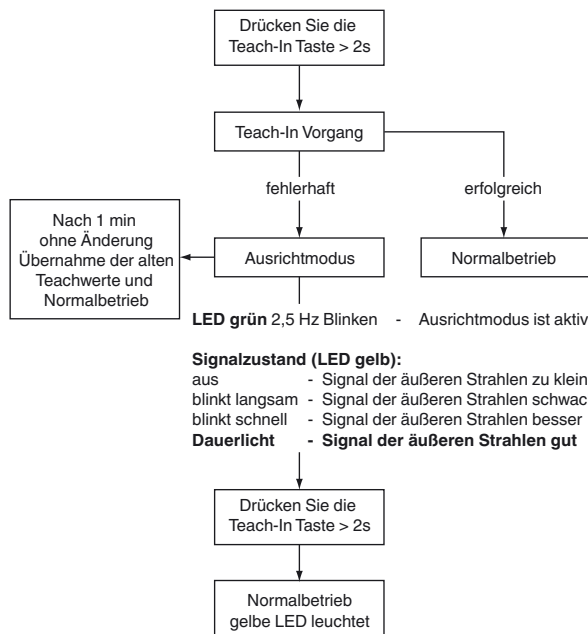 Drücken Sie die
Teach-In Taste > 2s
Teach-In Vorgang
fehlerhaft
erfolgreich
Nach 1 min
ohne Änderung
Übernahme der alten
Teachwerte und
Normalbetrieb
Ausrichtmodus
Normalbetrieb
LED grün 2,5 Hz Blinken - Ausrichtmodus ist aktiv
Signalzustand (LED gelb):
aus - Signal der äußeren Strahlen zu klein
blinkt langsam - Signal der äußeren Strahlen schwac
blinkt schnell - Signal der äußeren Strahlen besser
Dauerlicht - Signal der äußeren Strahlen gut
Drücken Sie die
Teach-In Taste > 2s
Normalbetrieb
gelbe LED leuchtet